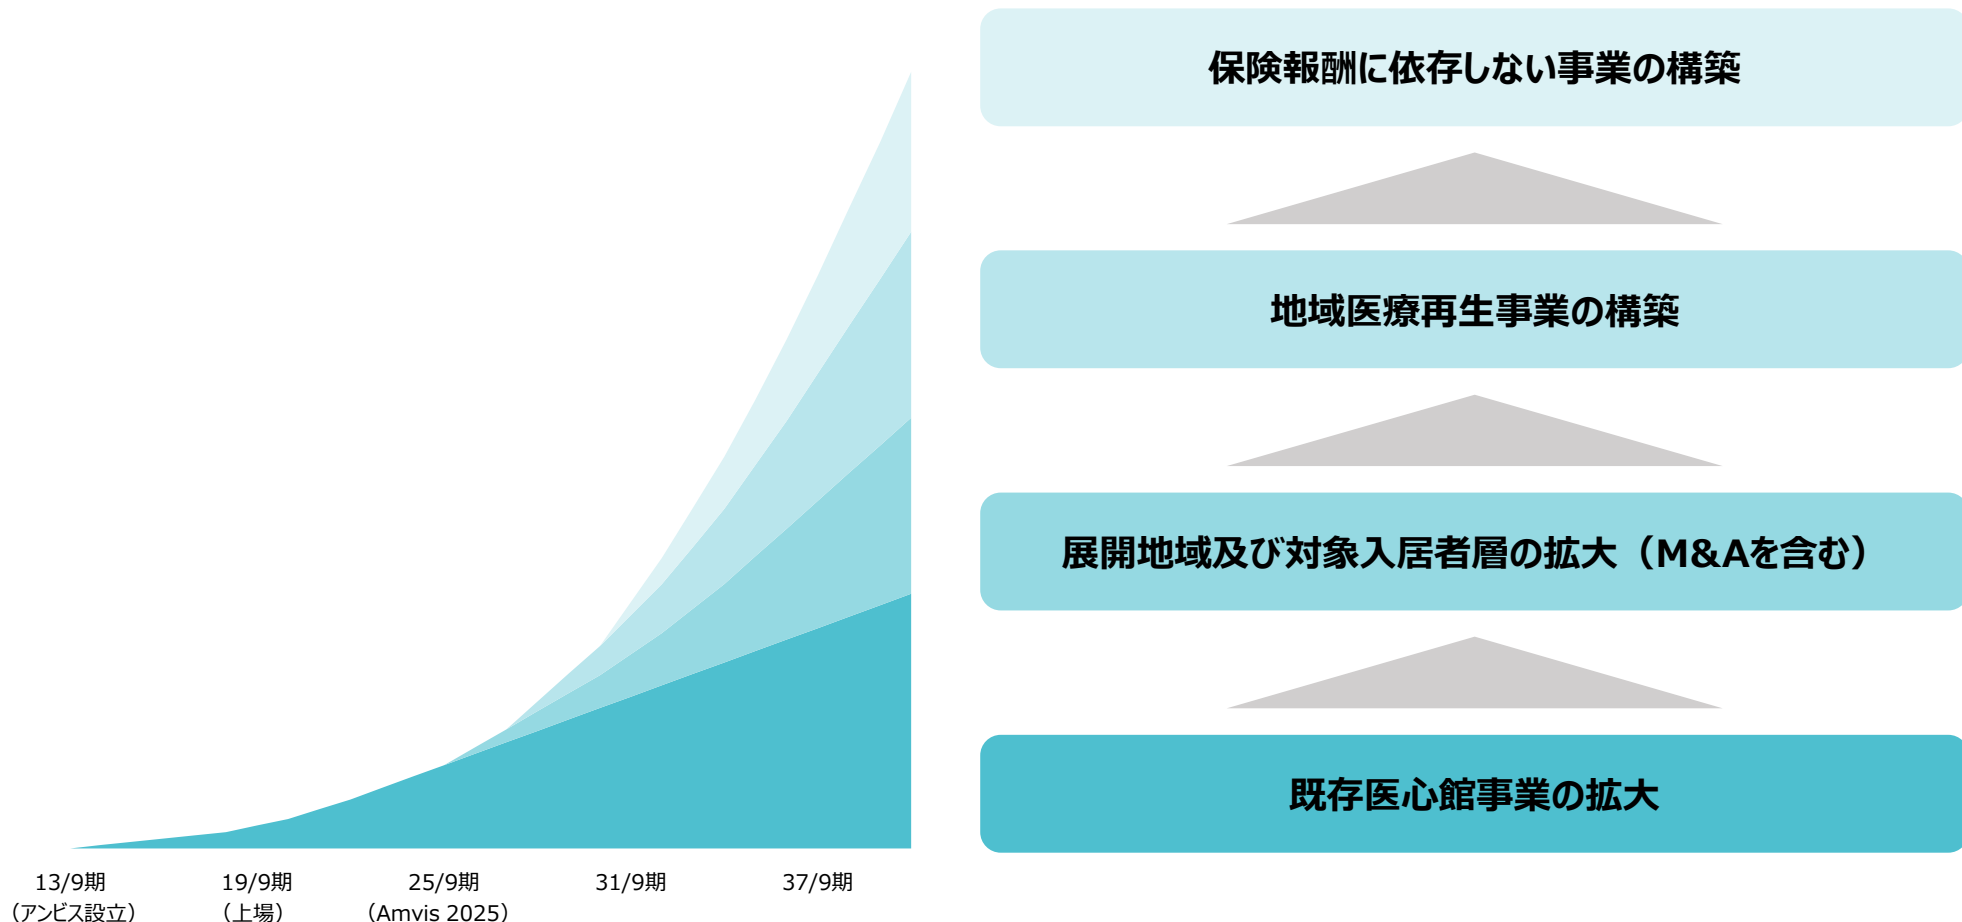 保険報酬に依存しない事業の構築
地域医療再生事業の構築
展開地域及び対象入居者層の拡大（M&Aを含む）
既存医心館事業の拡大
13/9期
（アンビス設立）
19/9期
（上場）
25/9期
（Amvis 2025）
31/9期
37/9期